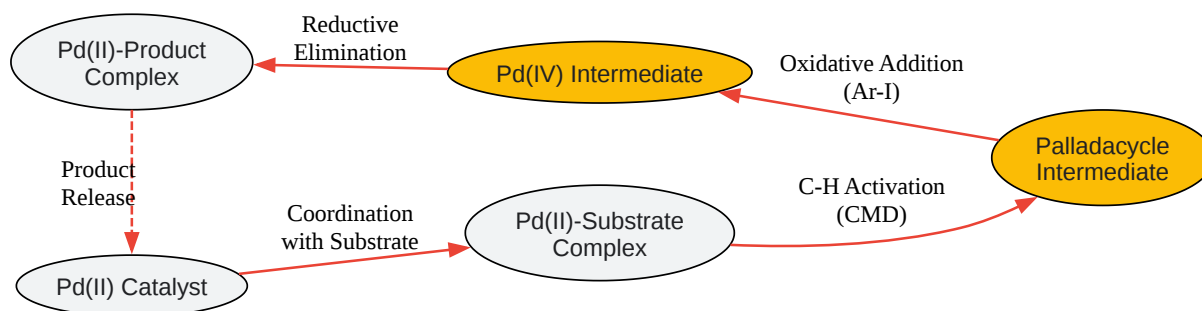 Reductive
Elimination
Pd(II)-Product
Complex
Pd(IV) Intermediate
Oxidative Addition
(Ar-I)
Palladacycle
Intermediate
Product
Release
C-H Activation
(CMD)
Coordination
with Substrate
Pd(II)-Substrate
Complex
Pd(II) Catalyst